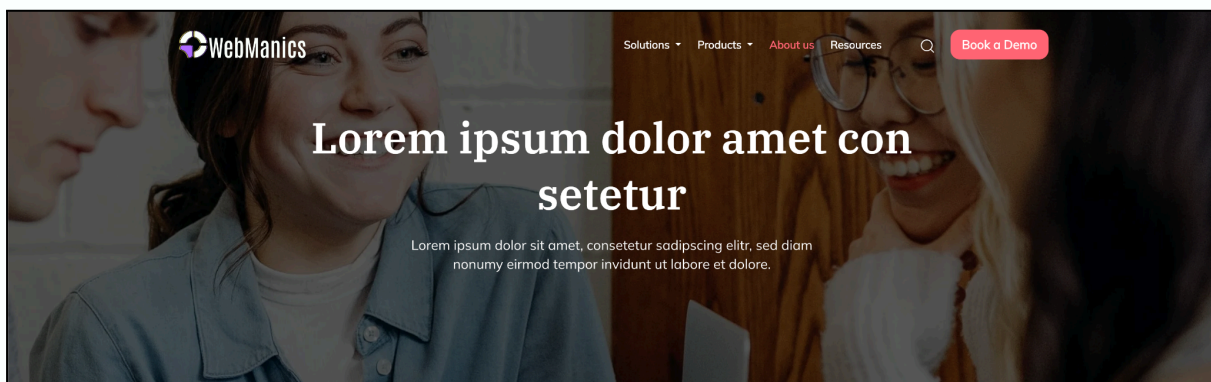 WebManics
Solutions Products About us Resources Book a Demo
Lorem ipsum dolor amet con
setetur
Lorem ipsum dolor sit amet, consetetur sadipscing elitr, sed diam
nonumy eirmod tempor invidunt ut labore et dolore.